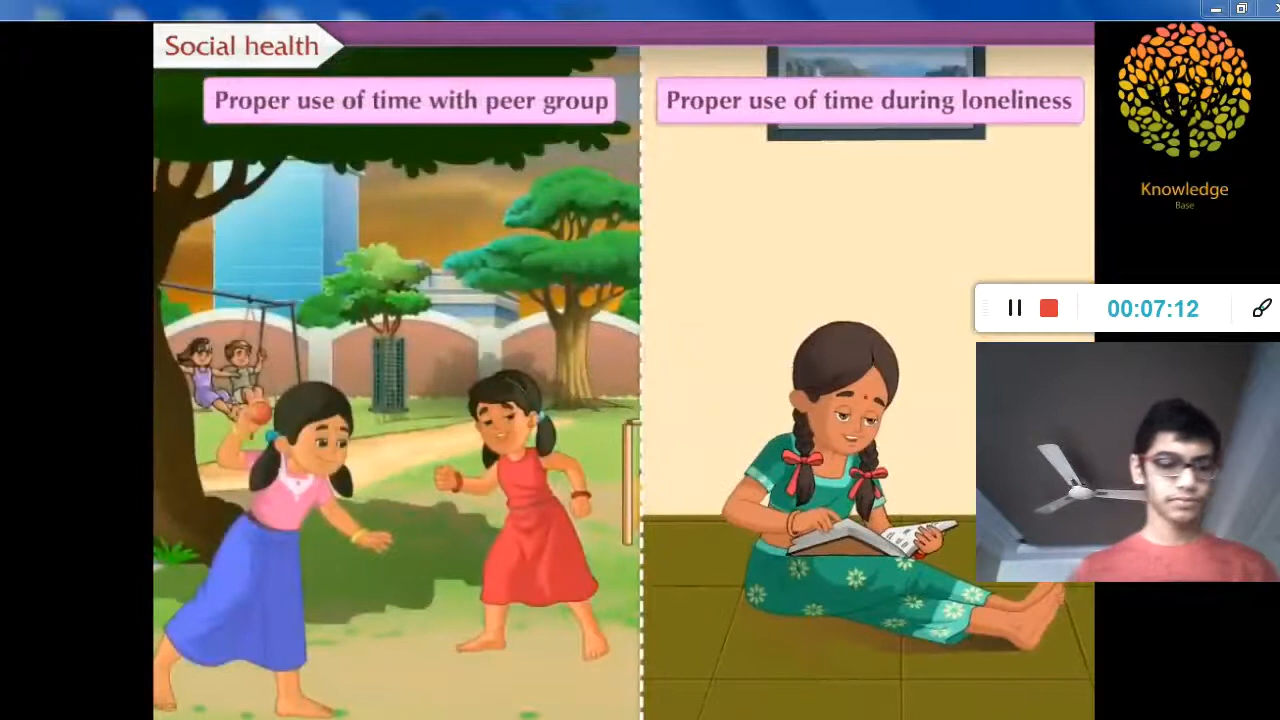 Social health
Proper use of time with peer group
Proper use of time during loneliness
Knowledge
Base
00:07:12